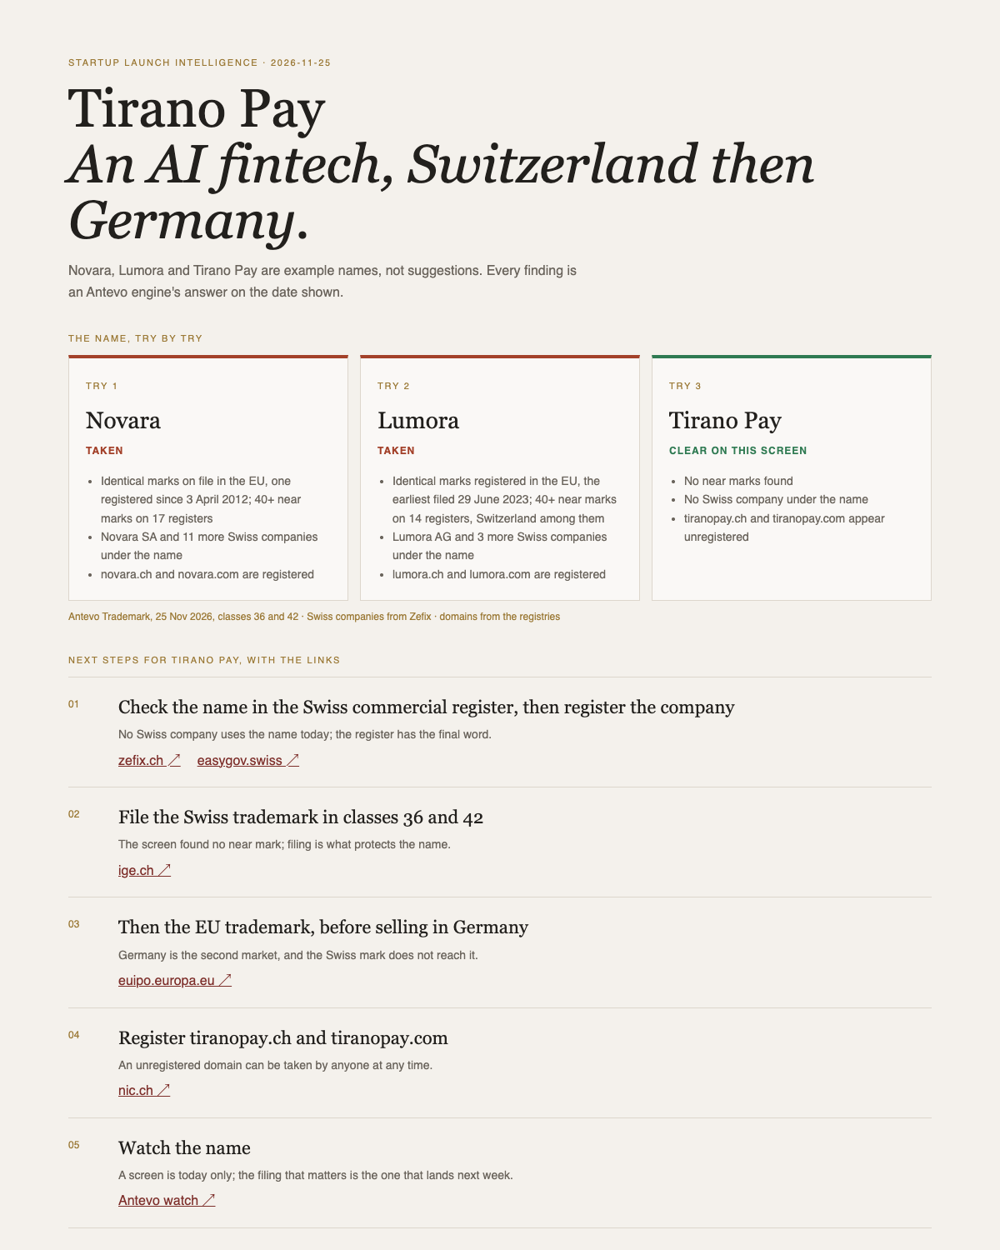 STARTUP LAUNCH INTELLIGENCE · 2026-11-25
Tirano Pay
An AI fintech, Switzerland then
Germany.
Novara, Lumora and Tirano Pay are example names, not suggestions. Every finding is
an Antevo engine's answer on the date shown.
THE NAME, TRY BY TRY
TRY 1
Novara
TAKEN
• Identical marks on file in the EU, one
registered since 3 April 2012; 40+ near
marks on 17 registers
• Novara SA and 11 more Swiss companies
under the name
• novara.ch and novara.com are registered
TRY 2
Lumora
TAKEN
• Identical marks registered in the EU, the
earliest filed 29 June 2023; 40+ near marks
on 14 registers, Switzerland among them
• Lumora AG and 3 more Swiss companies
under the name
• lumora.ch and lumora.com are registered
TRY 3
Tirano Pay
CLEAR ON THIS SCREEN
• No near marks found
• No Swiss company under the name
• tiranopay.ch and tiranopay.com appear
unregistered
Antevo Trademark, 25 Nov 2026, classes 36 and 42 · Swiss companies from Zefix · domains from the registries
NEXT STEPS FOR TIRANO PAY, WITH THE LINKS
01
Check the name in the Swiss commercial register, then register the company
No Swiss company uses the name today; the register has the final word.
zefix.ch ↗ easygov.swiss ↗
02
File the Swiss trademark in classes 36 and 42
The screen found no near mark; filing is what protects the name.
ige.ch ↗
03
Then the EU trademark, before selling in Germany
Germany is the second market, and the Swiss mark does not reach it.
euipo.europa.eu ↗
04
Register tiranopay.ch and tiranopay.com
An unregistered domain can be taken by anyone at any time.
nic.ch ↗
05
Watch the name
A screen is today only; the filing that matters is the one that lands next week.
Antevo watch ↗